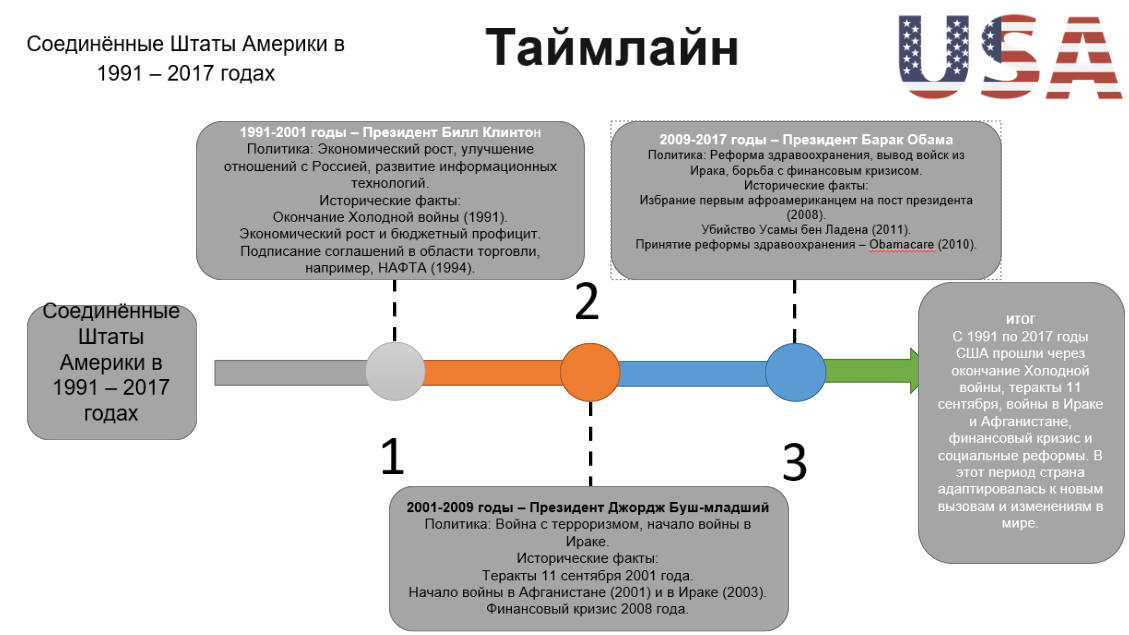 Соединённые Штаты Америки в
1991 – 2017 годах
Таймлайн
USA
1991-2001 годы – Президент Билл Клинтон
Политика: Экономический рост, улучшение
отношений с Россией, развитие информационных
технологий.
Исторические факты:
Окончание Холодной войны (1991).
Экономический рост и бюджетный профицит.
Подписание соглашений в области торговли,
например, НАФТА (1994).
2009-2017 годы – Президент Барак Обама
Политика: Реформа здравоохранения, вывод войск из
Ирака, борьба с финансовым кризисом.
Исторические факты:
Избрание первым афроамериканцем на пост президента
(2008).
Убийство Усамы бен Ладена (2011).
Принятие реформы здравоохранения – Obamacare (2010).
2
Соединённые
Штаты
Америки в
1991 – 2017
годах
итог
С 1991 по 2017 годы
США прошли через
окончание Холодной
войны, теракты 11
сентября, войны в Ираке
и Афганистане,
финансовый кризис и
социальные реформы. В
этот период страна
адаптировалась к новым
вызовам и изменениям в
мире.
1
3
2001-2009 годы – Президент Джордж Буш-младший
Политика: Война с терроризмом, начало войны в
Ираке.
Исторические факты:
Теракты 11 сентября 2001 года.
Начало войны в Афганистане (2001) и в Ираке (2003).
Финансовый кризис 2008 года.